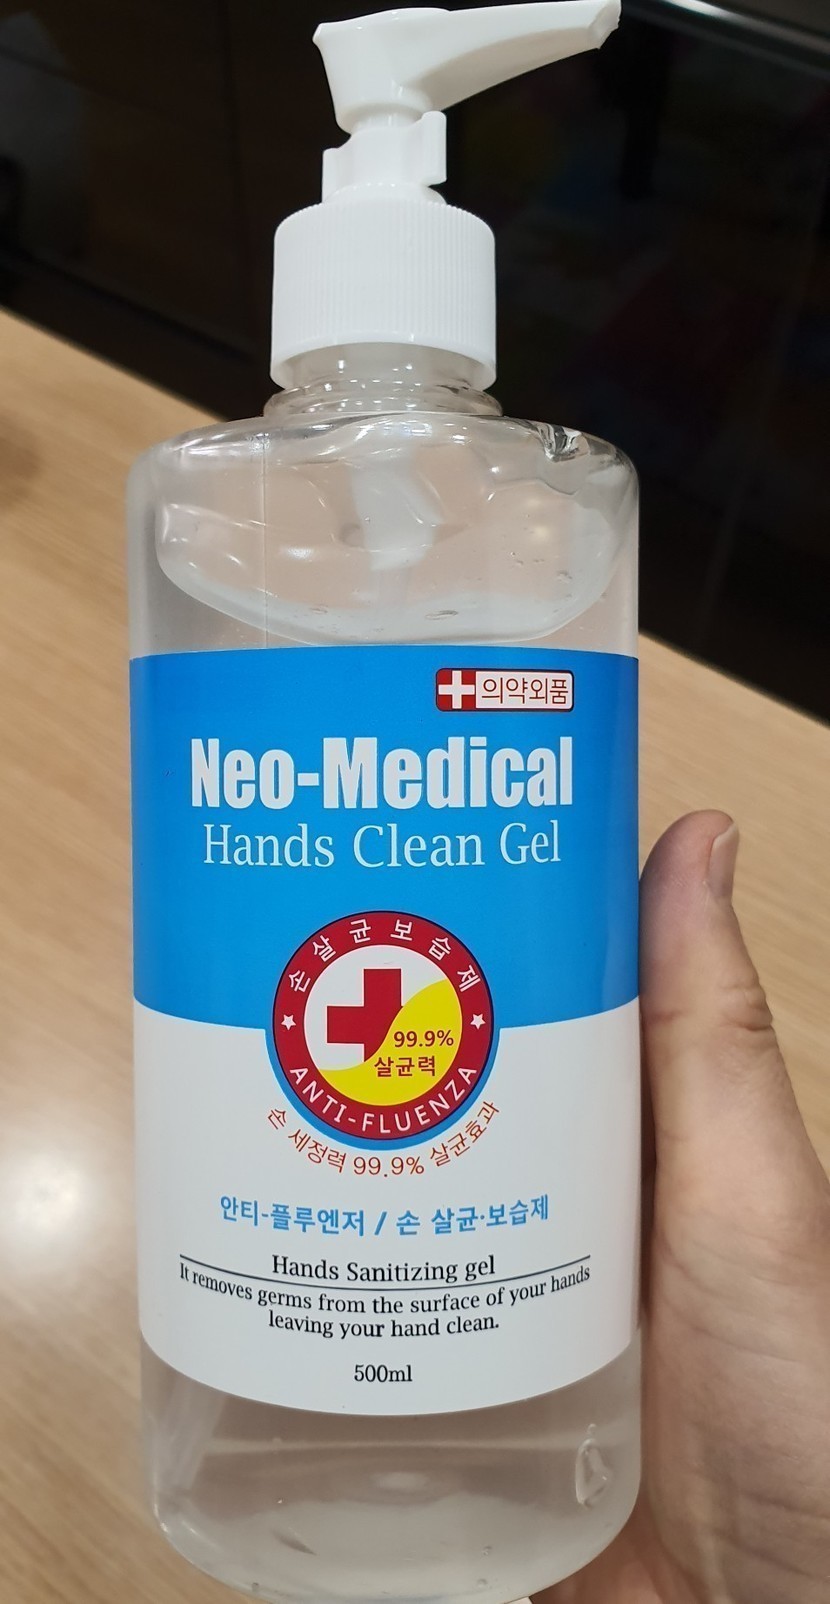 의약외품
Neo-Medical
Hands Clean Gel
손 살균 보습제
99.9%
살균력
ANTI-FLUENZA
손 세정력 99.9% 살균효과
안티-플루엔저 / 손 살균·보습제
Hands Sanitizing gel
It removes germs from the surface of your hands
leaving your hand clean.
500ml